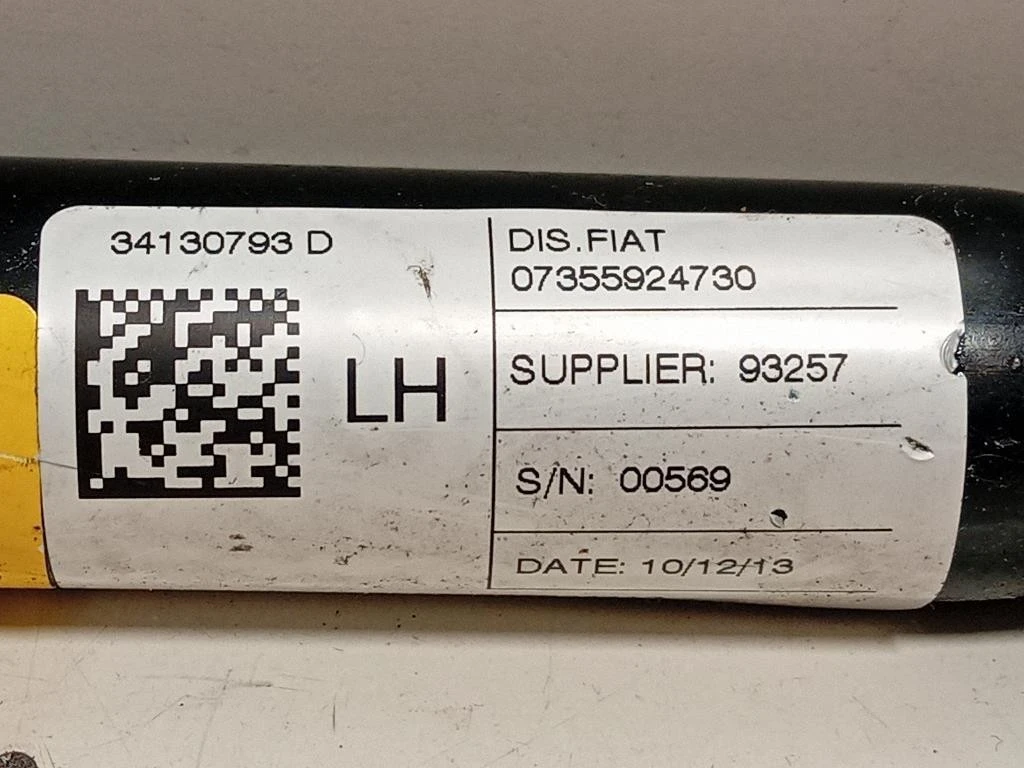 34130793 D
LH
DIS.FIAT
07355924730
SUPPLIER: 93257
S/N: 00569
DATE: 10/12/13